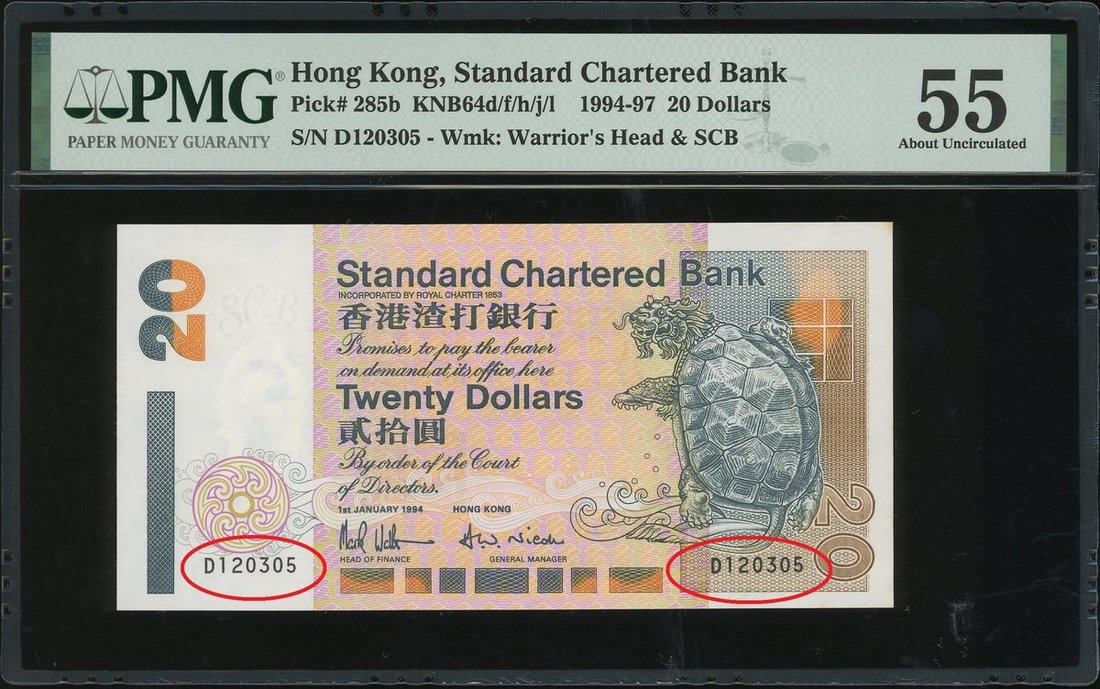 PMG®
PAPER MONEY GUARANTY
Hong Kong, Standard Chartered Bank
Pick# 285b KNB64d/f/h/j/l 1994-97 20 Dollars
S/N D120305 - Wmk: Warrior's Head & SCB
55
About Uncirculated
20
Standard Chartered Bank
INCORPORATED BY ROYAL CHARTER 1853
香港渣打銀行
Promises to pay the bearer
on demand at its office here
Twenty Dollars
貳拾圓
By order of the Court
of Directors.
1st JANUARY 1994 HONG KONG
HEAD OF FINANCE GENERAL MANAGER
D120305 D120305
20